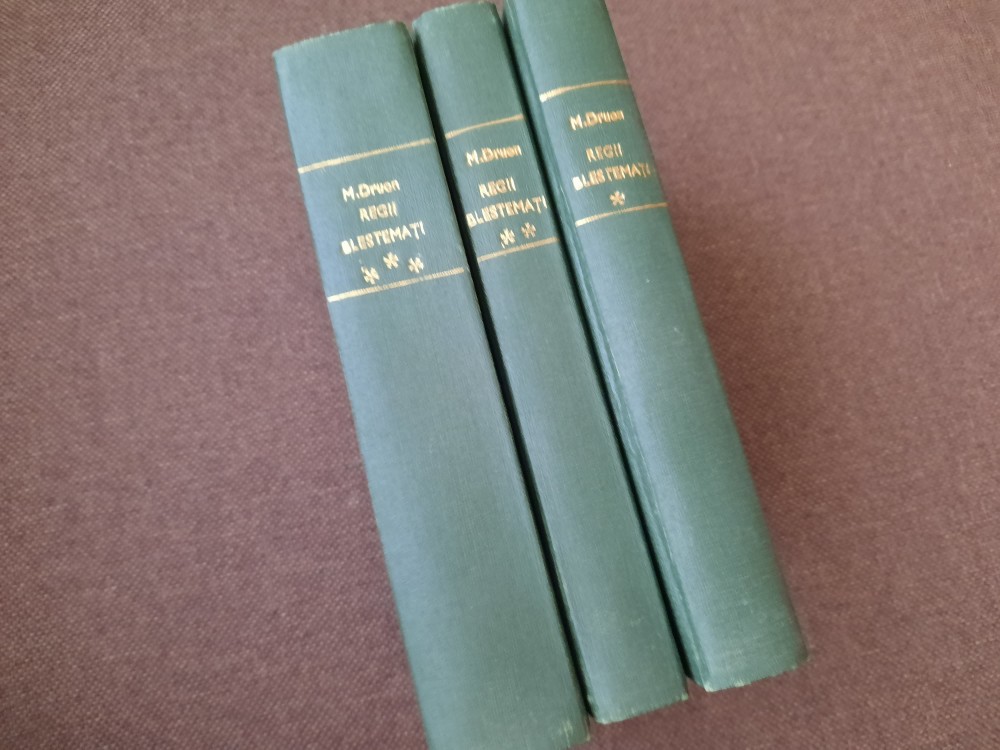 M.Druon
REGII
BLESTEMAȚI
***
M.Druon
REGII
BLESTEMAȚI
**
M.Druon
REGII
BLESTEMAȚI
*